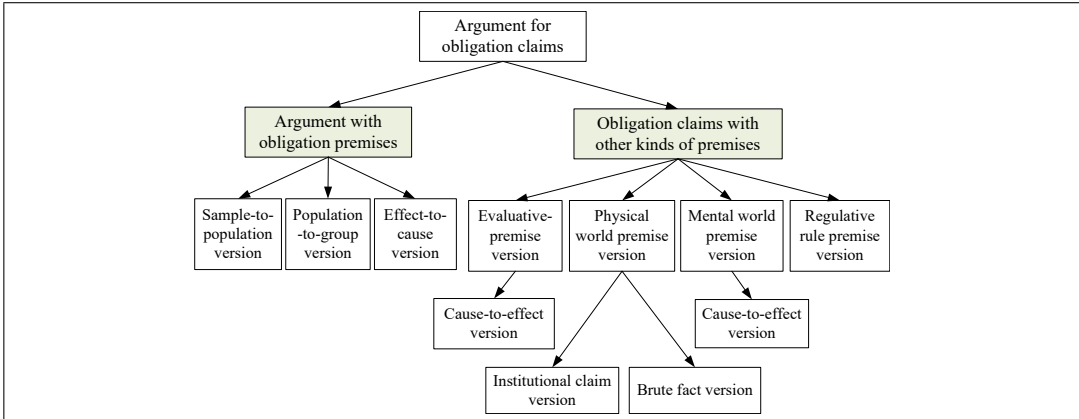 Argument for
obligation claims
Argument with
obligation premises
Obligation claims with
other kinds of premises
Sample-to-
population
version
Population
-to-group
version
Effect-to-
cause
version
Evaluative-
premise
version
Physical
world premise
version
Mental world
premise
version
Regulative
rule premise
version
Cause-to-effect
version
Cause-to-effect
version
Institutional claim
version
Brute fact version